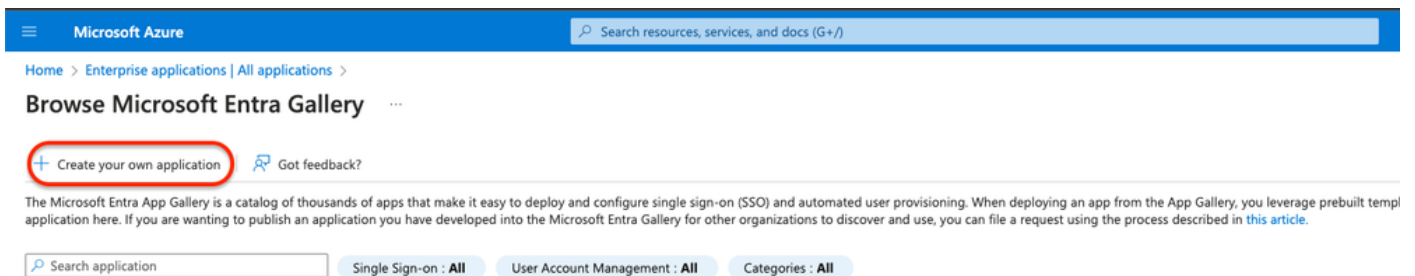 Microsoft Azure
Search resources, services, and docs (G+/)
Home > Enterprise applications | All applications >
Browse Microsoft Entra Gallery ...
+ Create your own application
Got feedback?
The Microsoft Entra App Gallery is a catalog of thousands of apps that make it easy to deploy and configure single sign-on (SSO) and automated user provisioning. When deploying an app from the App Gallery, you leverage prebuilt templ
application here. If you are wanting to publish an application you have developed into the Microsoft Entra Gallery for other organizations to discover and use, you can file a request using the process described in this article.
Search application
Single Sign-on : All
User Account Management : All
Categories : All